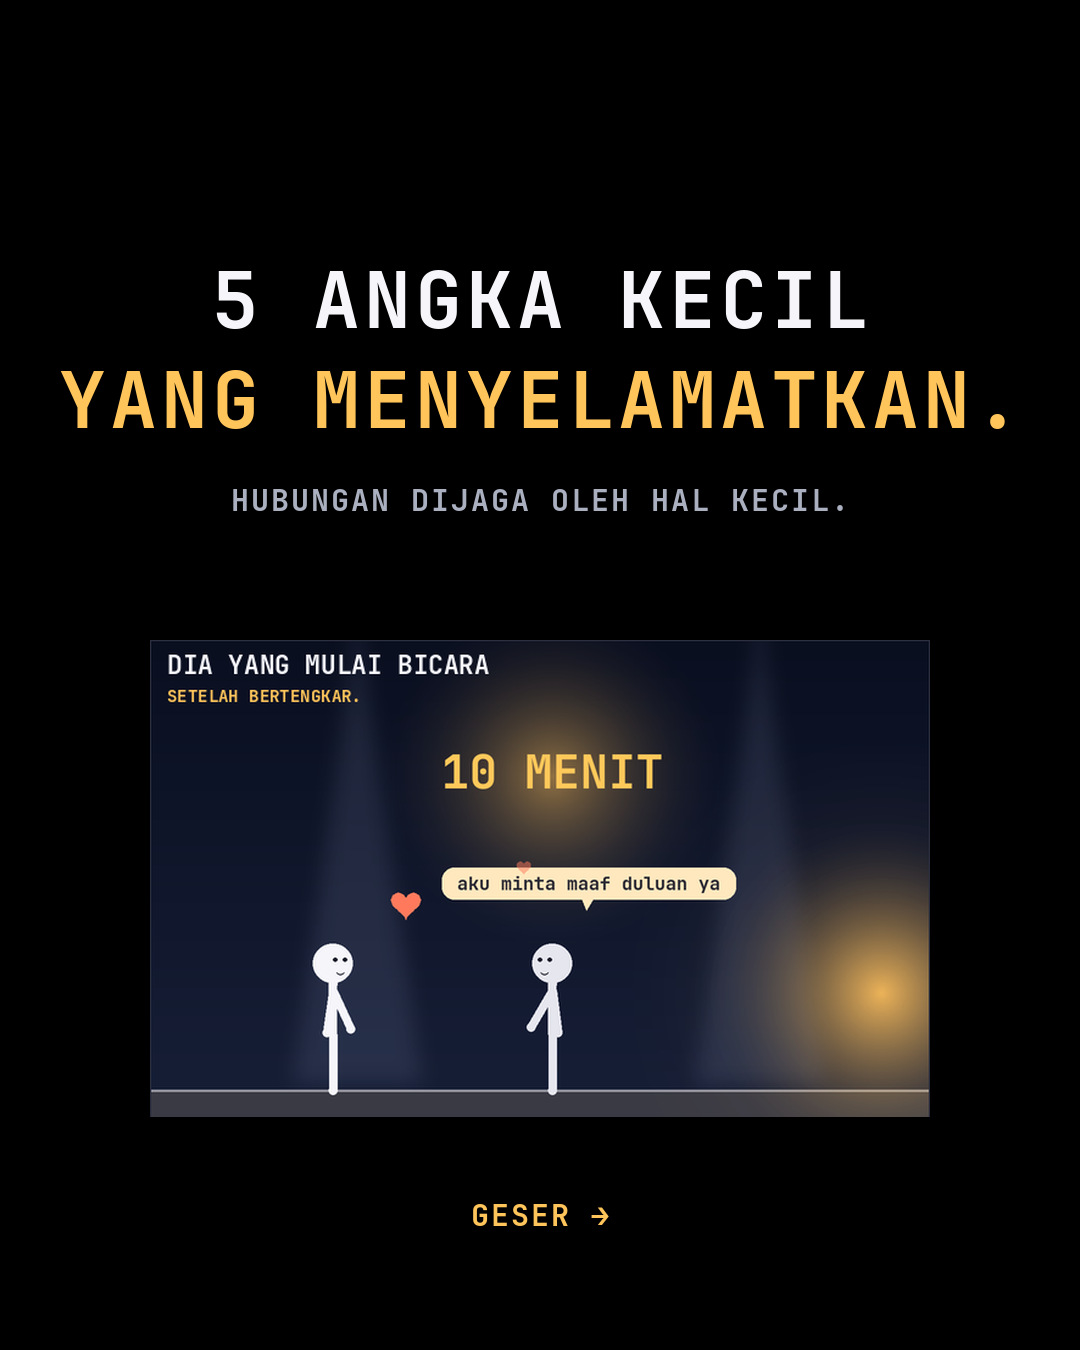 5 ANGKA KECIL
YANG MENYELAMATKAN.
HUBUNGAN DIJAGA OLEH HAL KECIL.
DIA YANG MULAI BICARA
SETELAH BERTENGKAR.
10 MENIT
aku minta maaf duluan ya
GESER →